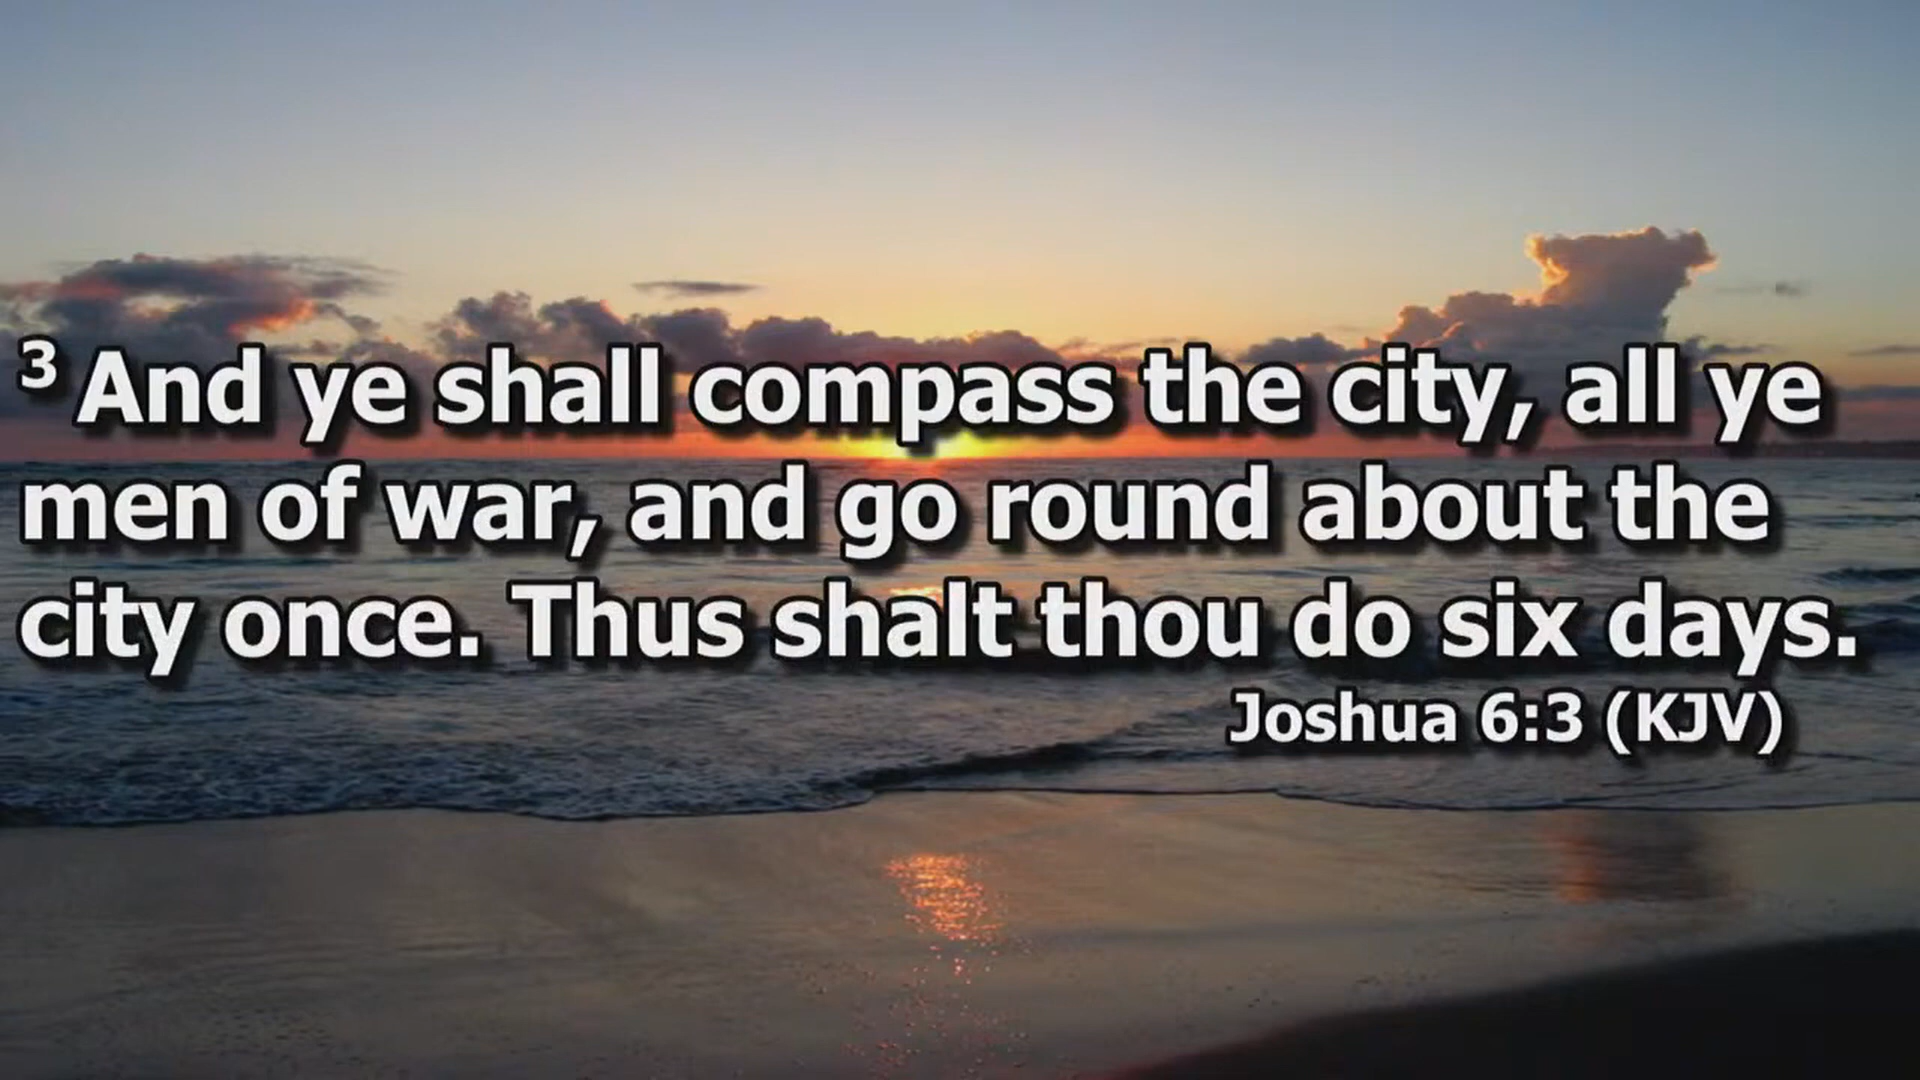 3 And ye shall compass the city, all ye
men of war, and go round about the
city once. Thus shalt thou do six days.
Joshua 6:3 (KJV)